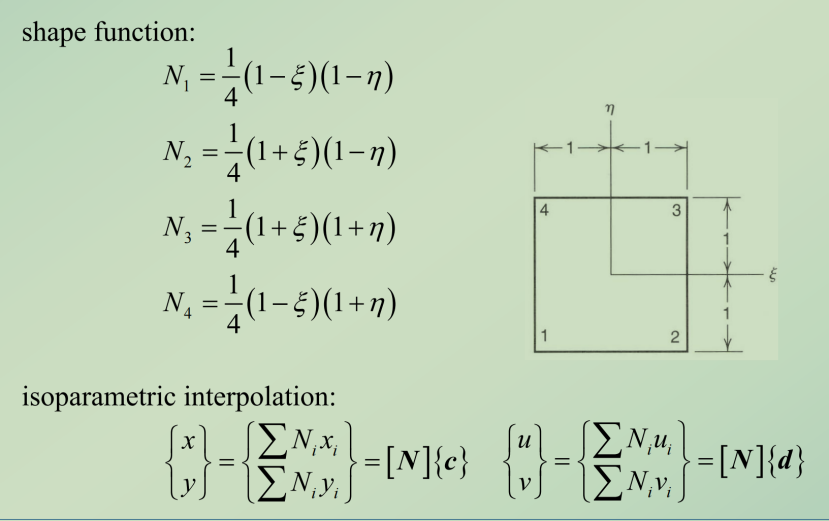 shape function:
N₁ = 1/4 (1 − ξ)(1 − η)
N₂ = 1/4 (1 + ξ)(1 − η)
N₃ = 1/4 (1 + ξ)(1 + η)
N₄ = 1/4 (1 − ξ)(1 + η)
η
1 1
4 3
1
ξ
1
1 2
isoparametric interpolation:
{x y} = {∑Nᵢxᵢ ∑Nᵢyᵢ} = [N]{c} {u v} = {∑Nᵢuᵢ ∑Nᵢvᵢ} = [N]{d}